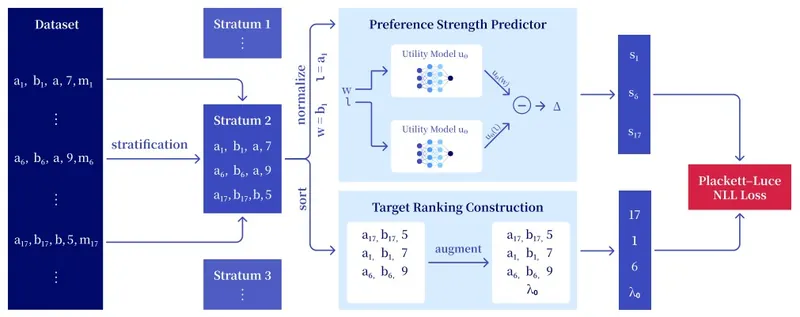 Dataset
a₁, b₁, a, 7, m₁
⋮
a₆, b₆, a, 9, m₆
⋮
a₁₇, b₁₇, b, 5, m₁₇
⋮
stratification
Stratum 1
⋮
Stratum 2
a₁, b₁, a, 7
a₆, b₆, a, 9
a₁₇, b₁₇, b, 5
Stratum 3
⋮
normalize
w = b₁ l = a₁
sort
Preference Strength Predictor
w
l
Utility Model uθ
Utility Model uθ
uθ(w)
uθ(l)
− Δ
Target Ranking Construction
a₁₇, b₁₇, 5
a₁, b₁, 7
a₆, b₆, 9
augment
a₁₇, b₁₇, 5
a₁, b₁, 7
a₆, b₆, 9
λ₀
s₁
s₆
s₁₇
17
1
6
λ₀
Plackett–Luce
NLL Loss